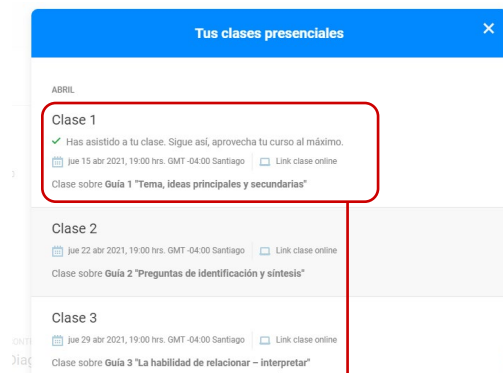 Tus clases presenciales
ABRIL
Clase 1
Has asistido a tu clase. Sigue así, aprovecha tu curso al máximo.
jue 15 abr 2021, 19:00 hrs. GMT -04:00 Santiago Link clase online
Clase sobre Guía 1 "Tema, ideas principales y secundarias"
Clase 2
jue 22 abr 2021, 19:00 hrs. GMT -04:00 Santiago Link clase online
Clase sobre Guía 2 "Preguntas de identificación y síntesis"
Clase 3
jue 29 abr 2021, 19:00 hrs. GMT -04:00 Santiago Link clase online
Clase sobre Guía 3 "La habilidad de relacionar – interpretar"